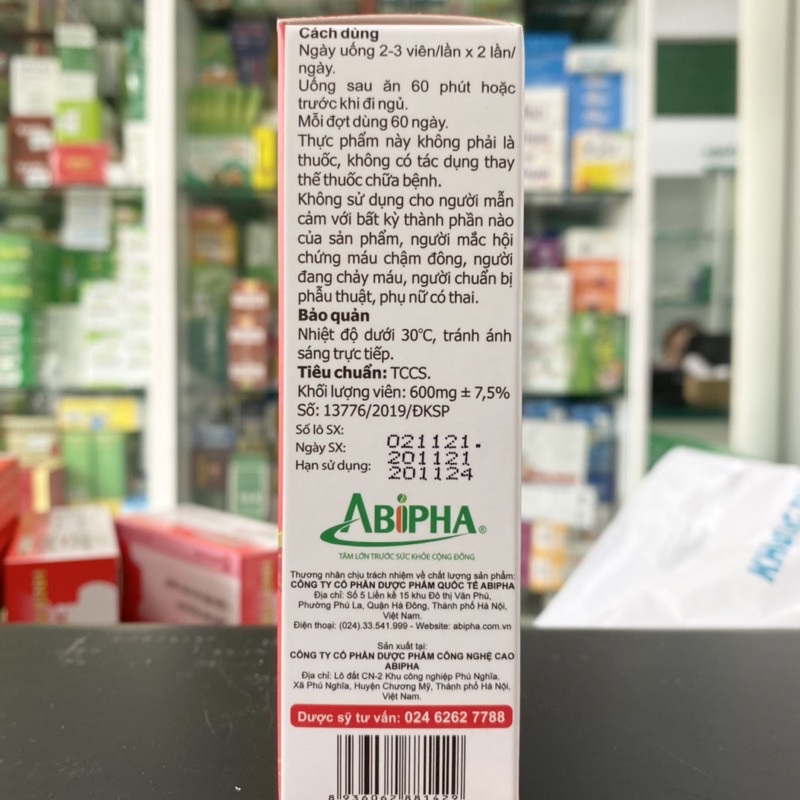 Cách dùng
Ngày uống 2-3 viên/lần x 2 lần/
ngày.
Uống sau ăn 60 phút hoặc
trước khi đi ngủ.
Mỗi đợt dùng 60 ngày.
Thực phẩm này không phải là
thuốc, không có tác dụng thay
thế thuốc chữa bệnh.
Không sử dụng cho người mẫn
cảm với bất kỳ thành phần nào
của sản phẩm, người mắc hội
chứng máu chậm đông, người
đang chảy máu, người chuẩn bị
phẫu thuật, phụ nữ có thai.
Bảo quản
Nhiệt độ dưới 30°C, tránh ánh
sáng trực tiếp.
Tiêu chuẩn: TCCS.
Khối lượng viên: 600mg ± 7,5%
Số: 13776/2019/ĐKSP
Số lô SX: 021121.
Ngày SX: 201121
Hạn sử dụng: 201124
ABIPHA®
TÂM LỚN TRƯỚC SỨC KHỎE CỘNG ĐỒNG
Thương nhân chịu trách nhiệm về chất lượng sản phẩm:
CÔNG TY CỔ PHẦN DƯỢC PHẨM QUỐC TẾ ABIPHA
Địa chỉ: Số 5 Liền kề 15 khu Đô thị Văn Phú,
Phường Phú La, Quận Hà Đông, Thành phố Hà Nội,
Việt Nam.
Điện thoại: (024).33.541.999 - Website: abipha.com.vn
Sản xuất tại:
CÔNG TY CỔ PHẦN DƯỢC PHẨM CÔNG NGHỆ CAO
ABIPHA
Địa chỉ: Lô đất CN-2 Khu công nghiệp Phú Nghĩa,
Xã Phú Nghĩa, Huyện Chương Mỹ, Thành phố Hà Nội,
Việt Nam.
Dược sỹ tư vấn: 024 6262 7788
8 936062 881429